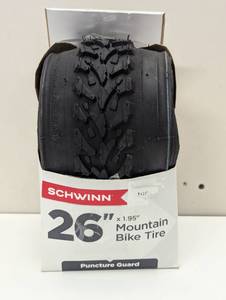 SCHWINN
26" x 1.95"
Mountain
Bike Tire
Puncture Guard